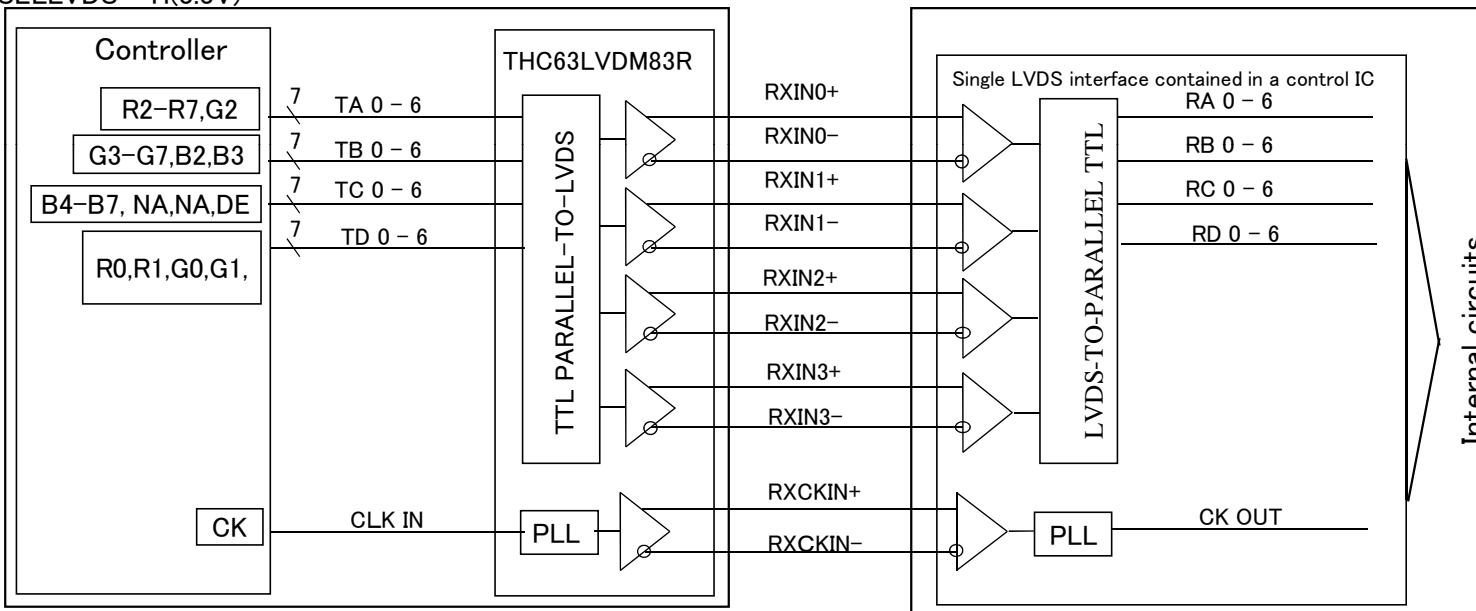 Controller
THC63LVDM83R
Single LVDS interface contained in a control IC
R2-R7,G2
7
TA 0 - 6
RXIN0+
RA 0 - 6
RXIN0-
G3-G7,B2,B3
7
TB 0 - 6
RB 0 - 6
RXIN1+
B4-B7, NA,NA,DE
7
TC 0 - 6
RC 0 - 6
RXIN1-
R0,R1,G0,G1,
7
TD 0 - 6
RD 0 - 6
TTL PARALLEL-TO-LVDS
LVDS-TO-PARALLEL TTL
RXIN2+
RXIN2-
RXIN3+
RXIN3-
Internal circuits
CK
CLK IN
PLL
RXCKIN+
RXCKIN-
PLL
CK OUT